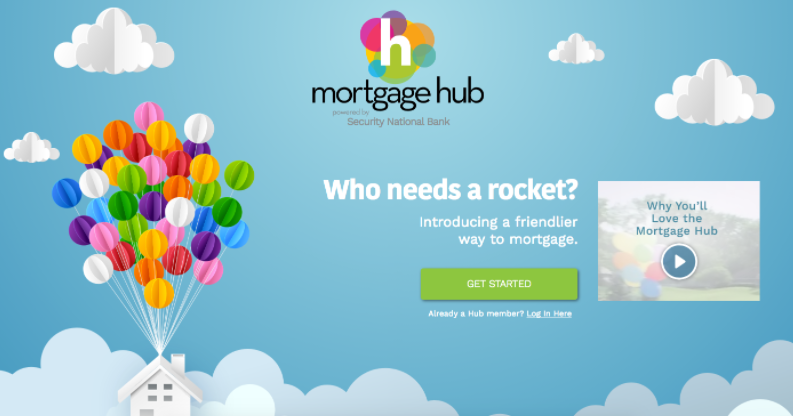 h
mortgage hub
powered by
Security National Bank
Who needs a rocket?
Introducing a friendlier
way to mortgage.
GET STARTED
Already a Hub member? Log In Here
Why You'll
Love the
Mortgage Hub